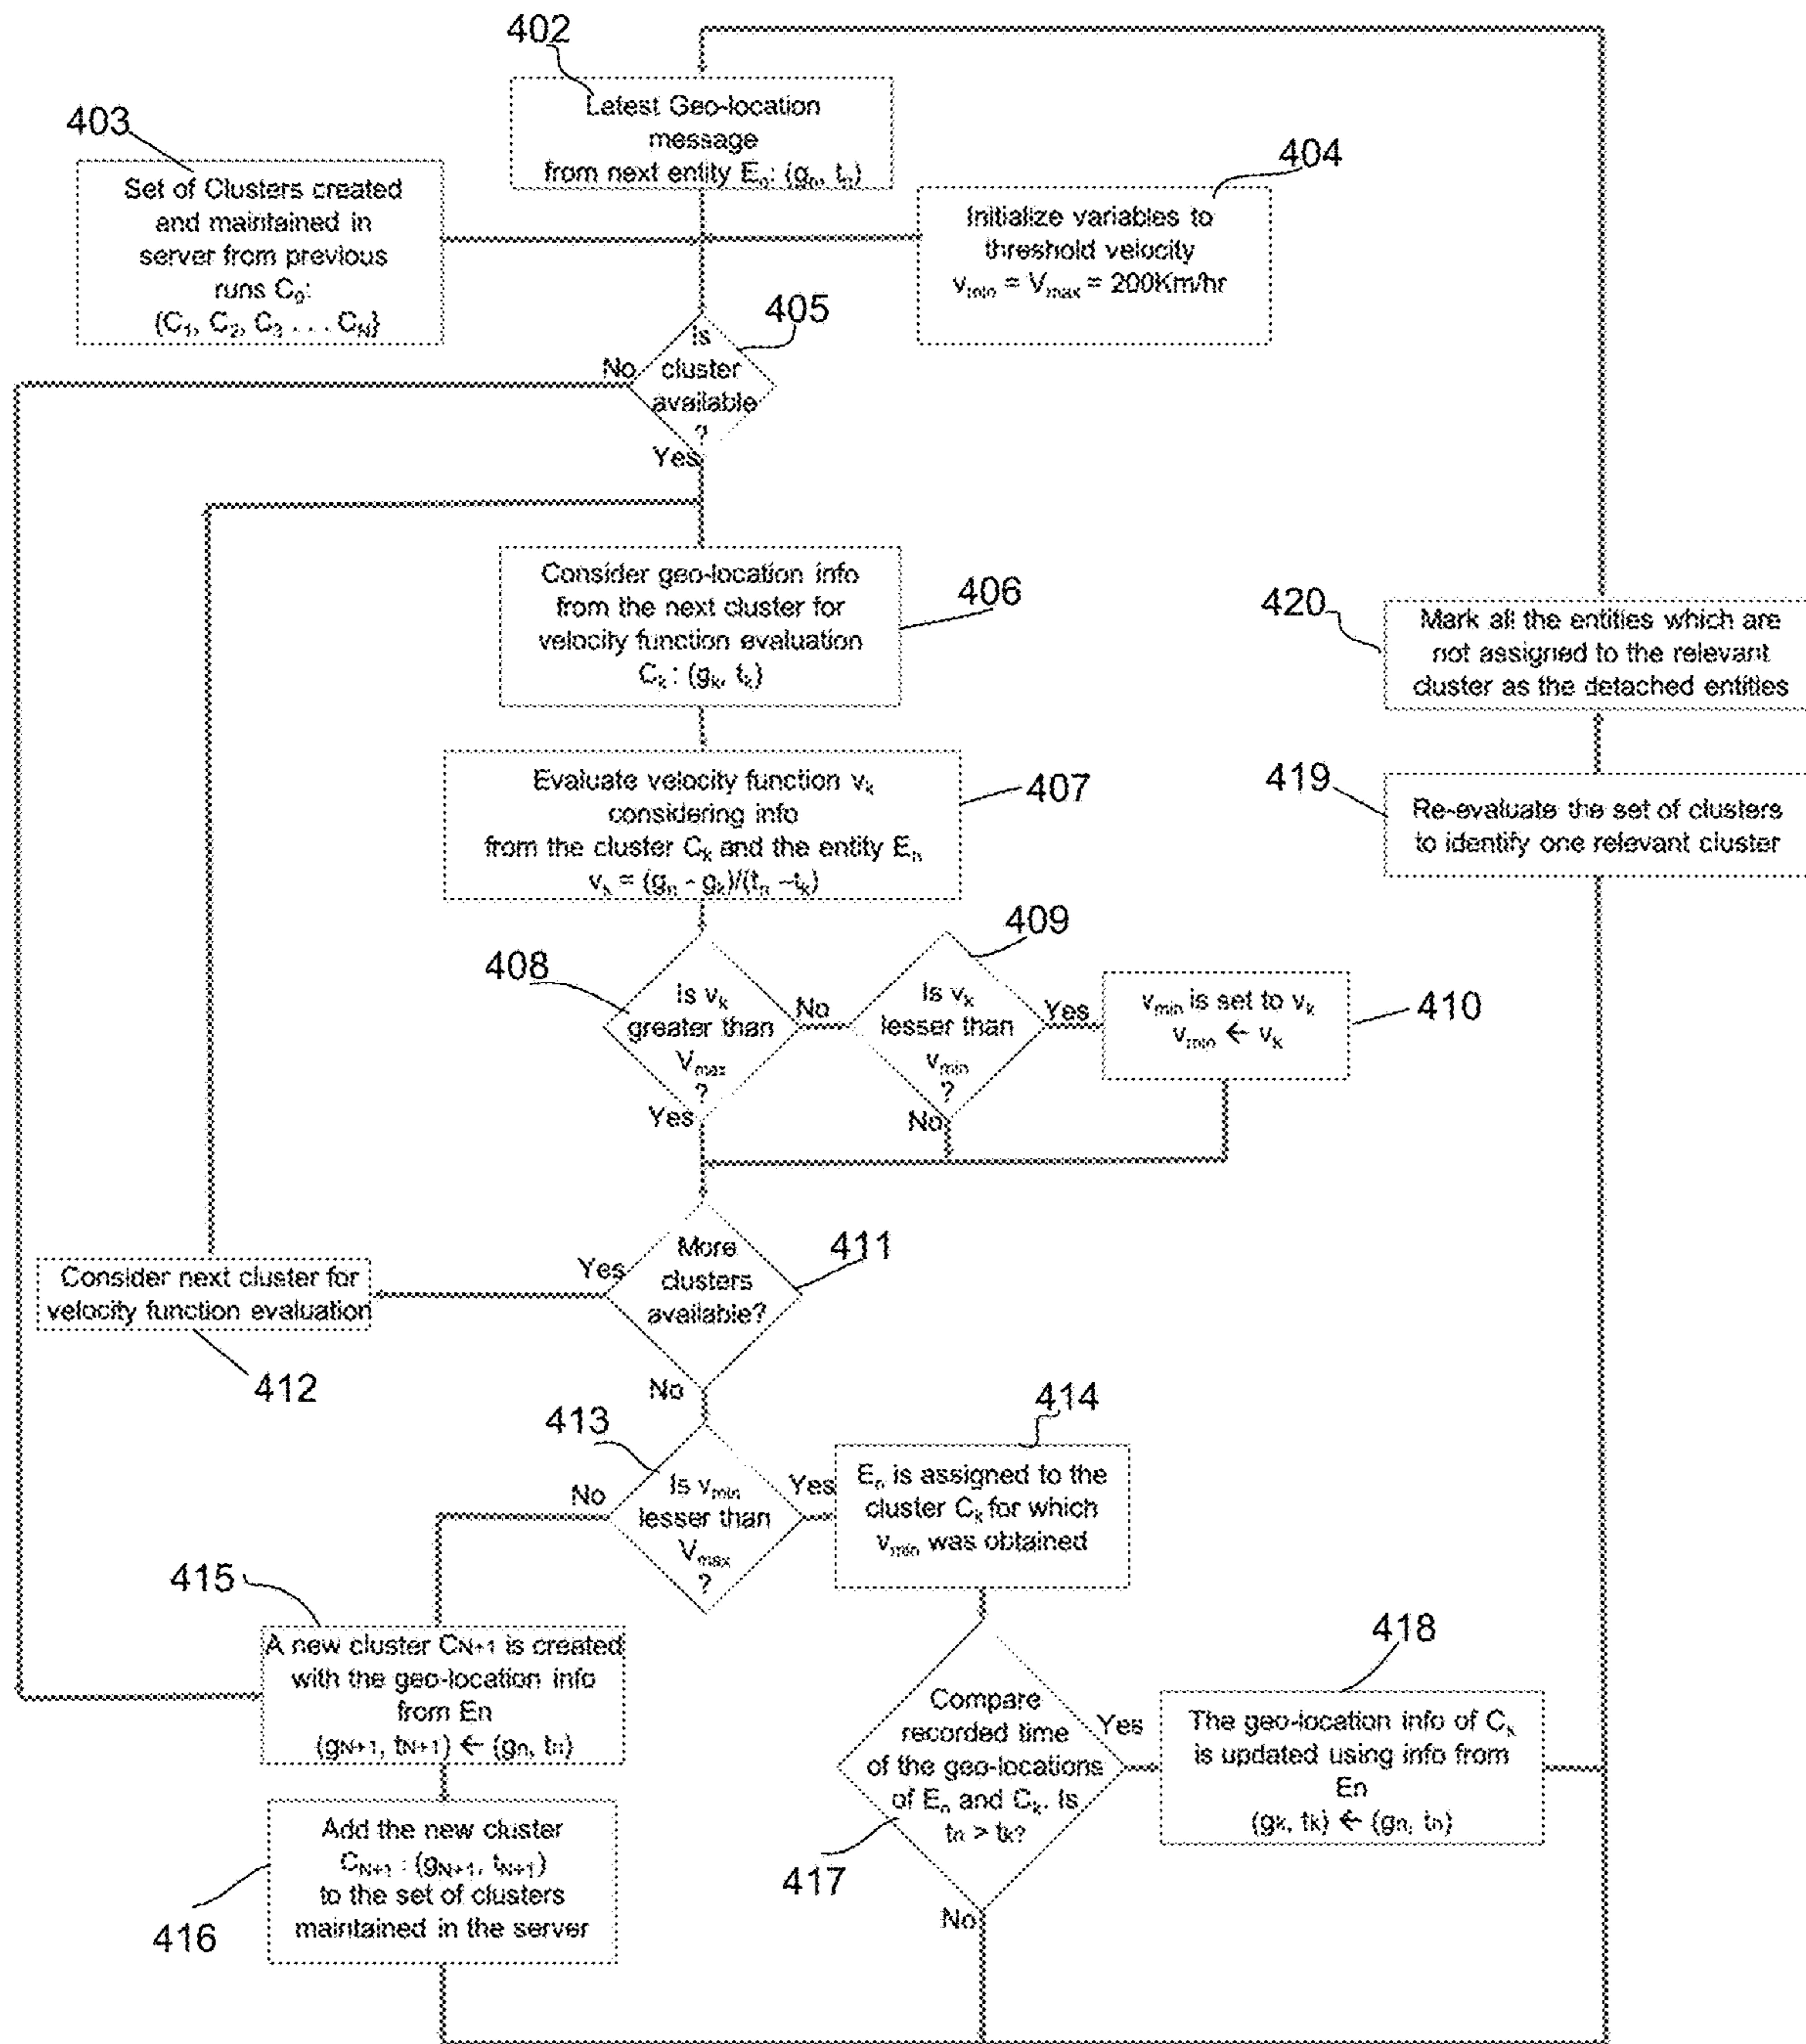 402
Latest Geo-location
message
from next entity Eₙ: (gₙ, tₙ)
403
Set of Clusters created
and maintained in
server from previous
runs C₉:
{C₁, C₂, C₃ . . . C_N}
404
Initialize variables to
threshold velocity
v_min = V_max = 200Km/hr
405
Is
cluster
available
?
No
Yes
Consider geo-location info
from the next cluster for
velocity function evaluation
Cₖ : (gₖ, tₖ)
406
420
Mark all the entities which are
not assigned to the relevant
cluster as the detached entities
Evaluate velocity function vₖ
considering info
from the cluster Cₖ and the entity Eₙ
vₖ = (gₙ - gₖ)/(tₙ –tₖ)
407
419
Re-evaluate the set of clusters
to identify one relevant cluster
408
Is vₖ
greater than
V_max
?
No
Yes
409
Is vₖ
lesser than
v_min
?
Yes
No
v_min is set to vₖ
v_min ← vₖ
410
More
clusters
available?
411
Yes
No
Consider next cluster for
velocity function evaluation
412
413
Is v_min
lesser than
V_max
?
No
Yes
414
Eₙ is assigned to the
cluster Cₖ for which
v_min was obtained
415
A new cluster C_N+1 is created
with the geo-location info
from En
(g_N+1, t_N+1) ← (gₙ, tₙ)
Compare
recorded time
of the geo-locations
of Eₙ and Cₖ. Is
tₙ > tₖ?
417
Yes
No
418
The geo-location info of Cₖ
is updated using info from
En
(gₖ, tₖ) ← (gₙ, tₙ)
Add the new cluster
C_N+1 : (g_N+1, t_N+1)
to the set of clusters
maintained in the server
416